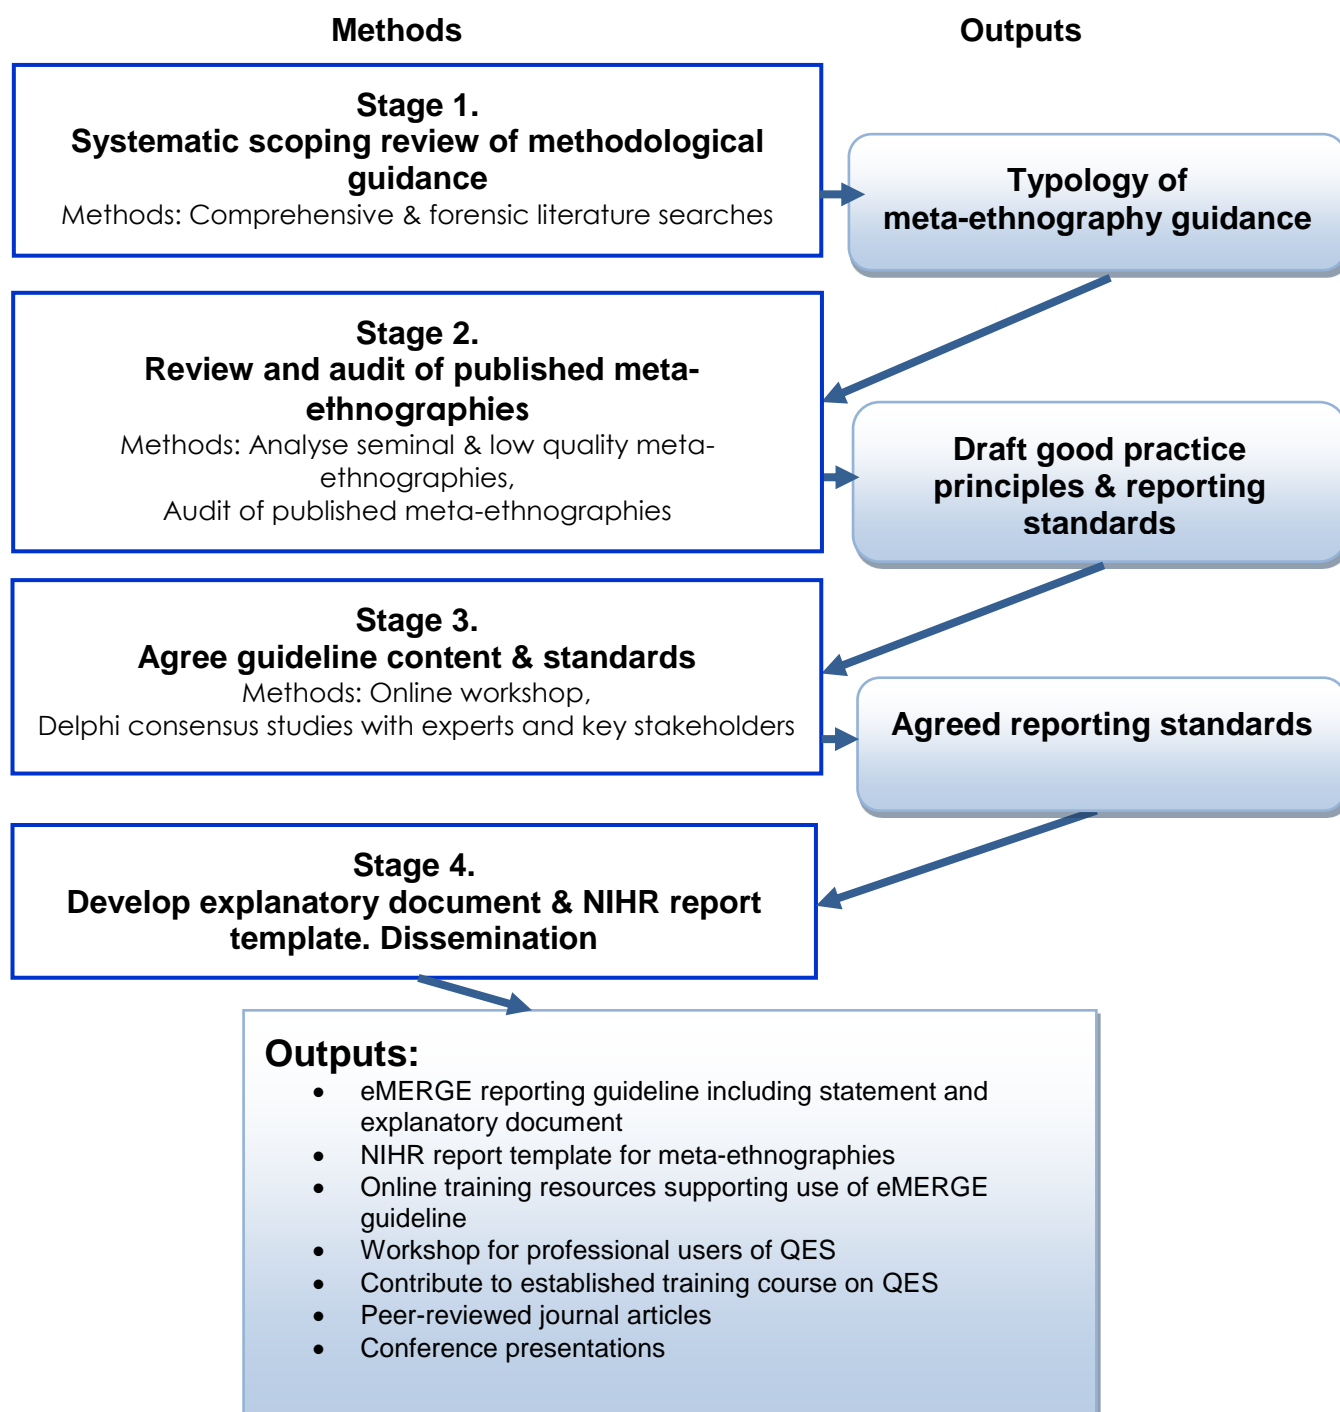 Methods
Outputs
Stage 1.
Systematic scoping review of methodological
guidance
Methods: Comprehensive & forensic literature searches
Typology of
meta-ethnography guidance
Stage 2.
Review and audit of published meta-
ethnographies
Methods: Analyse seminal & low quality meta-
ethnographies,
Audit of published meta-ethnographies
Draft good practice
principles & reporting
standards
Stage 3.
Agree guideline content & standards
Methods: Online workshop,
Delphi consensus studies with experts and key stakeholders
Agreed reporting standards
Stage 4.
Develop explanatory document & NIHR report
template. Dissemination
Outputs:
• eMERGE reporting guideline including statement and
explanatory document
• NIHR report template for meta-ethnographies
• Online training resources supporting use of eMERGE
guideline
• Workshop for professional users of QES
• Contribute to established training course on QES
• Peer-reviewed journal articles
• Conference presentations